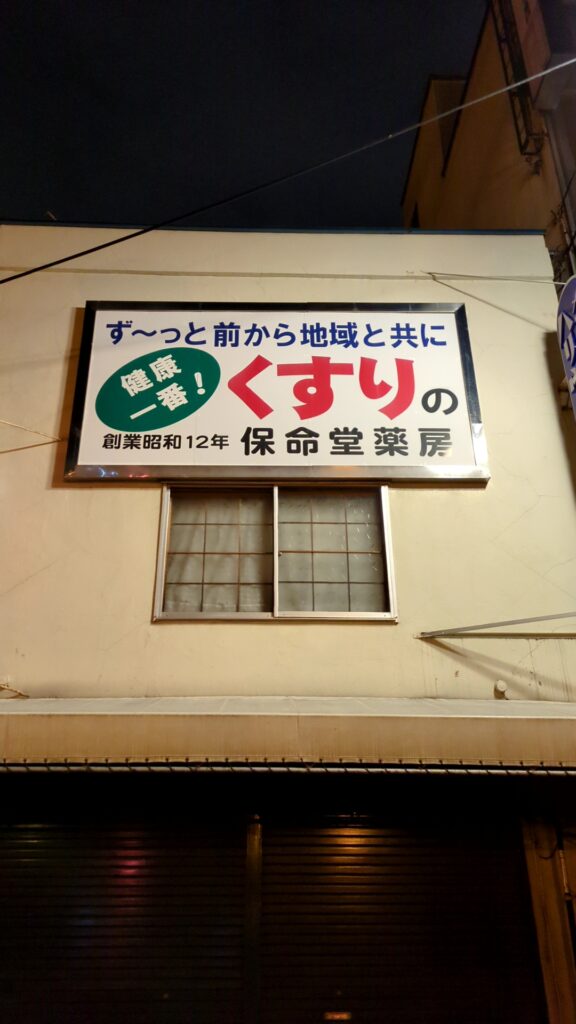 ず〜っと前から地域と共に
健康
一番！
くすりの
創業昭和12年 保命堂薬房